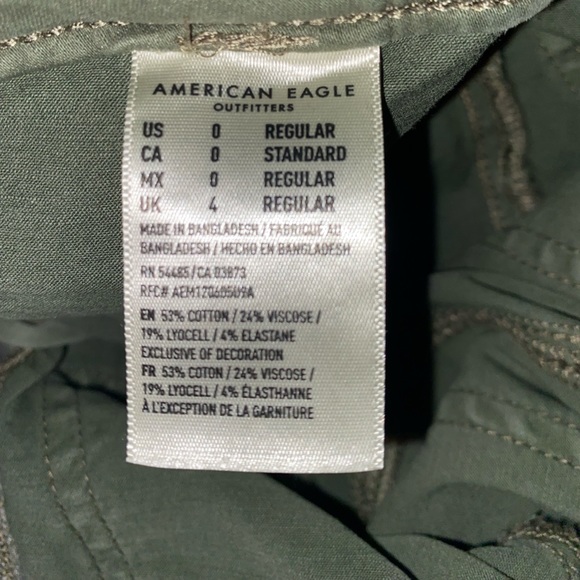 AMERICAN EAGLE
OUTFITTERS
US 0 REGULAR
CA 0 STANDARD
MX 0 REGULAR
UK 4 REGULAR
MADE IN BANGLADESH / FABRIQUÉ AU
BANGLADESH / HECHO EN BANGLADESH
RN 54485/CA 03873
RFC# AEM120605U9A
EN 53% COTTON / 24% VISCOSE /
19% LYOCELL / 4% ELASTANE
EXCLUSIVE OF DECORATION
FR 53% COTON / 24% VISCOSE /
19% LYOCELL / 4% ÉLASTHANNE
À L'EXCEPTION DE LA GARNITURE